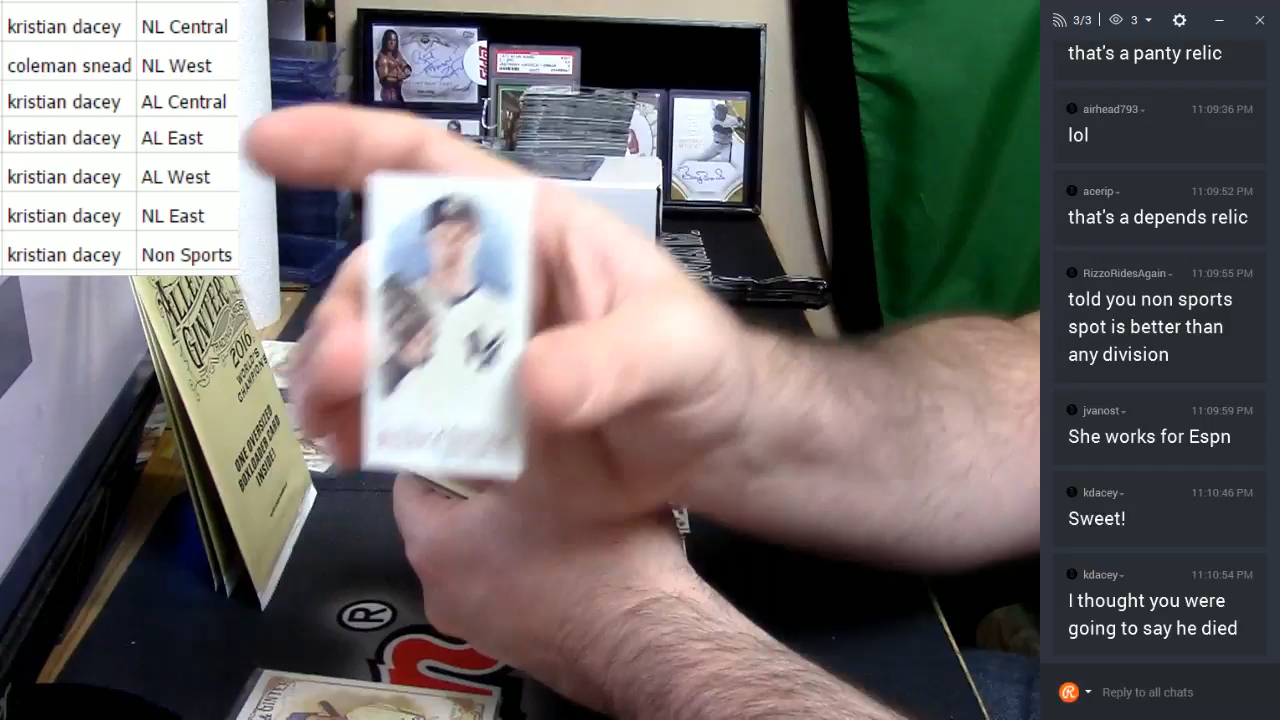 kristian dacey NL Central
coleman snead NL West
kristian dacey AL Central
kristian dacey AL East
kristian dacey AL West
kristian dacey NL East
kristian dacey Non Sports
GINTER
2016
WORLD'S
CHAMPIONS
ONE OVERSIZED
BOXLOADER CARD
INSIDE!
®
& GINTER
3/3 3
that's a panty relic
airhead793 11:09:36 PM
lol
acerip 11:09:52 PM
that's a depends relic
RizzoRidesAgain 11:09:55 PM
told you non sports
spot is better than
any division
jvanost 11:09:59 PM
She works for Espn
kdacey 11:10:46 PM
Sweet!
kdacey 11:10:54 PM
I thought you were
going to say he died
Reply to all chats